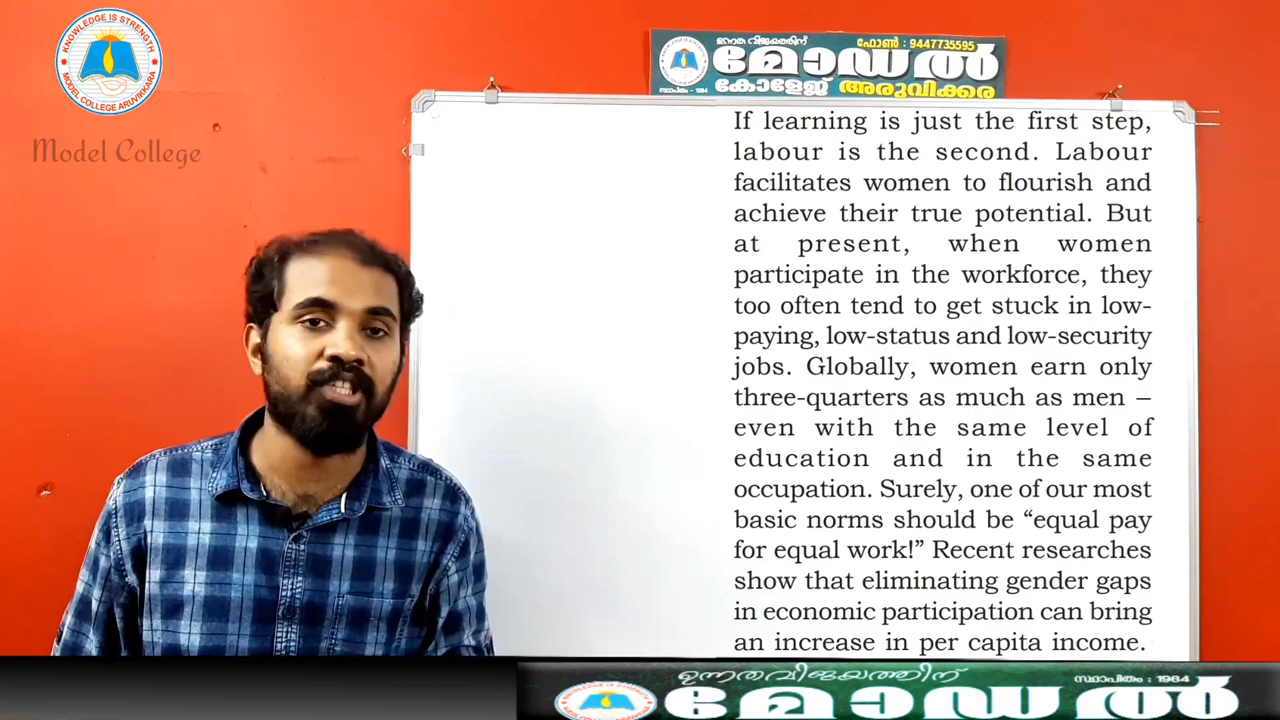 KNOWLEDGE IS STRENGTH
MODEL COLLEGE ARUVIKKARA
Model College
ഉന്നത വിജയത്തിന്
ഫോൺ : 9447735595
മോഡൽ
സ്ഥാപിതം : 1984
കോളേജ് അരുവിക്കര
If learning is just the first step,
labour is the second. Labour
facilitates women to flourish and
achieve their true potential. But
at present, when women
participate in the workforce, they
too often tend to get stuck in low-
paying, low-status and low-security
jobs. Globally, women earn only
three-quarters as much as men –
even with the same level of
education and in the same
occupation. Surely, one of our most
basic norms should be “equal pay
for equal work!” Recent researches
show that eliminating gender gaps
in economic participation can bring
an increase in per capita income.
ഉന്നതവിജയത്തിന്
സ്ഥാപിതം : 1984
മോഡൽ